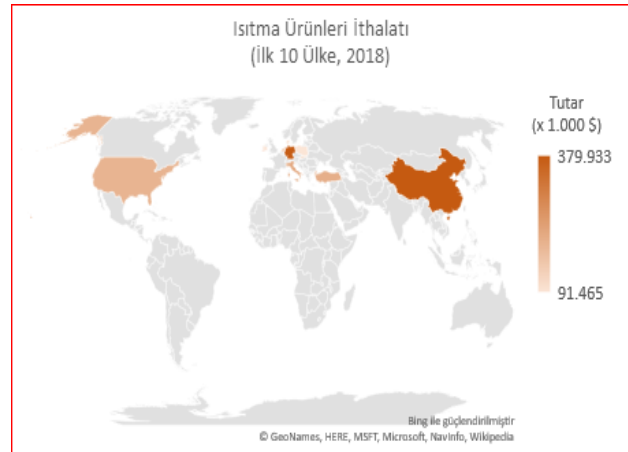 Isıtma Ürünleri İthalatı
(İlk 10 Ülke, 2018)
Tutar
(x 1.000 $)
379.933
91.465
Bing ile güçlendirilmiştir
© GeoNames, HERE, MSFT, Microsoft, NavInfo, Wikipedia